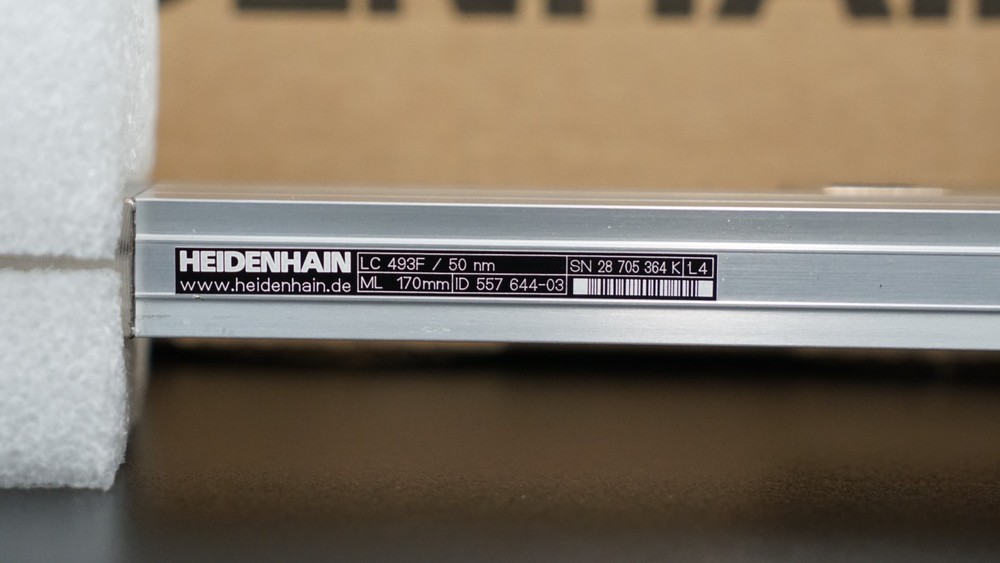 HEIDENHAIN
www.heidenhain.de
LC 493F / 50 nm
ML 170mm ID 557 644-03
SN 28 705 364 K L4